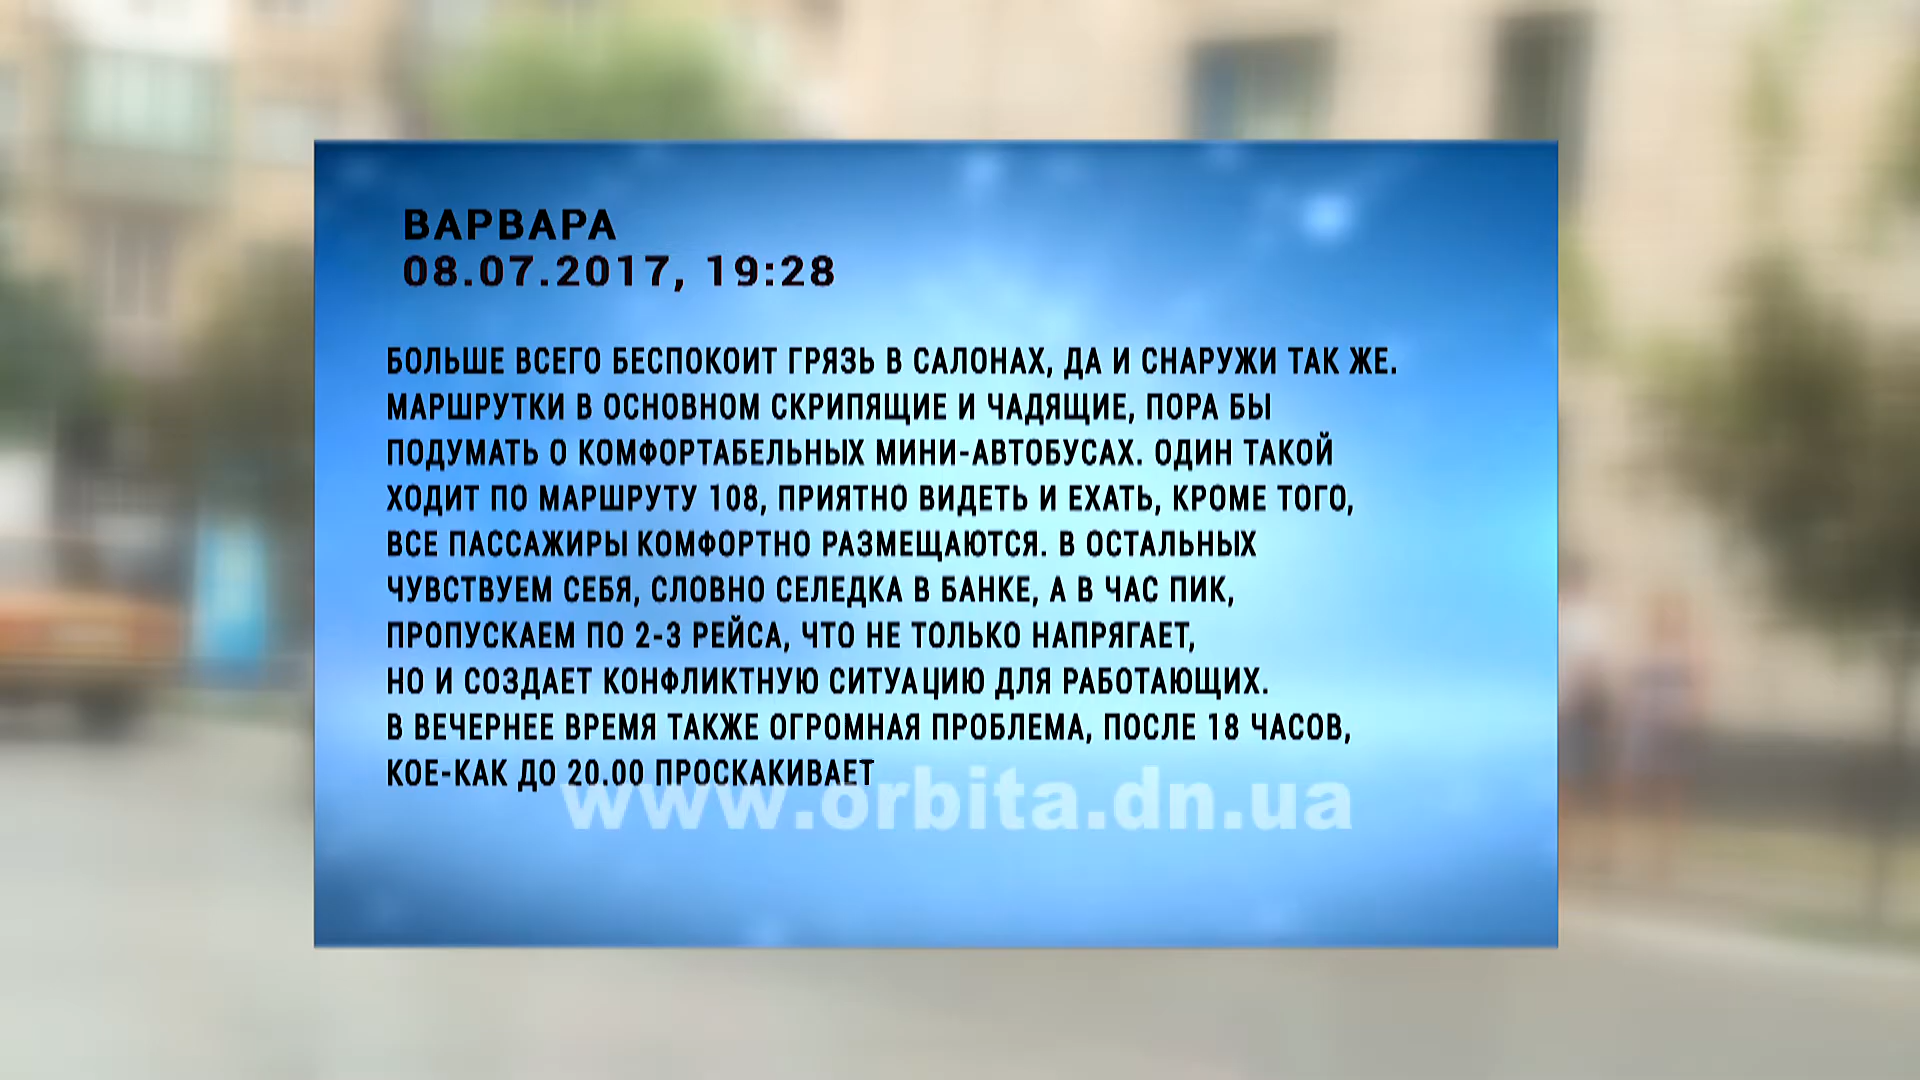 ВАРВАРА
08.07.2017, 19:28
БОЛЬШЕ ВСЕГО БЕСПОКОИТ ГРЯЗЬ В САЛОНАХ, ДА И СНАРУЖИ ТАК ЖЕ.
МАРШРУТКИ В ОСНОВНОМ СКРИПЯЩИЕ И ЧАДЯЩИЕ, ПОРА БЫ
ПОДУМАТЬ О КОМФОРТАБЕЛЬНЫХ МИНИ-АВТОБУСАХ. ОДИН ТАКОЙ
ХОДИТ ПО МАРШРУТУ 108, ПРИЯТНО ВИДЕТЬ И ЕХАТЬ, КРОМЕ ТОГО,
ВСЕ ПАССАЖИРЫ КОМФОРТНО РАЗМЕЩАЮТСЯ. В ОСТАЛЬНЫХ
ЧУВСТВУЕМ СЕБЯ, СЛОВНО СЕЛЕДКА В БАНКЕ, А В ЧАС ПИК,
ПРОПУСКАЕМ ПО 2-3 РЕЙСА, ЧТО НЕ ТОЛЬКО НАПРЯГАЕТ,
НО И СОЗДАЕТ КОНФЛИКТНУЮ СИТУАЦИЮ ДЛЯ РАБОТАЮЩИХ.
В ВЕЧЕРНЕЕ ВРЕМЯ ТАКЖЕ ОГРОМНАЯ ПРОБЛЕМА, ПОСЛЕ 18 ЧАСОВ,
КОЕ-КАК ДО 20.00 ПРОСКАКИВАЕТ
www.orbita.dn.ua